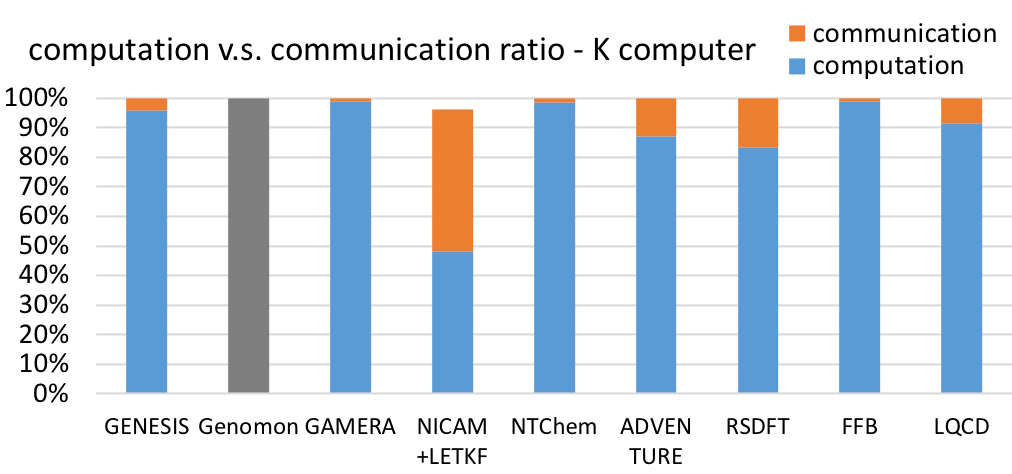 computation v.s. communication ratio - K computer
communication
computation
100%
90%
80%
70%
60%
50%
40%
30%
20%
10%
0%
GENESIS Genomon GAMERA NICAM NTChem ADVEN RSDFT FFB LQCD
+LETKF TURE